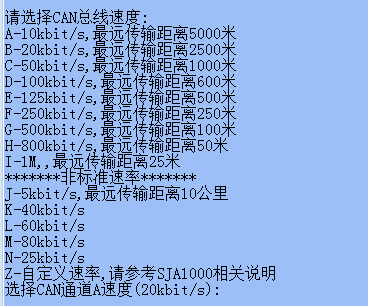 请选择CAN总线速度:
A-10kbit/s,最远传输距离5000米
B-20kbit/s,最远传输距离2500米
C-50kbit/s,最远传输距离1000米
D-100kbit/s,最远传输距离600米
E-125kbit/s,最远传输距离500米
F-250kbit/s,最远传输距离250米
G-500kbit/s,最远传输距离100米
H-800kbit/s,最远传输距离50米
I-1M,,最远传输距离25米
*******非标准速率*******
J-5kbit/s,最远传输距离10公里
K-40kbit/s
L-60kbit/s
M-80kbit/s
N-25kbit/s
Z-自定义速率,请参考SJA1000相关说明
选择CAN通道A速度(20kbit/s):